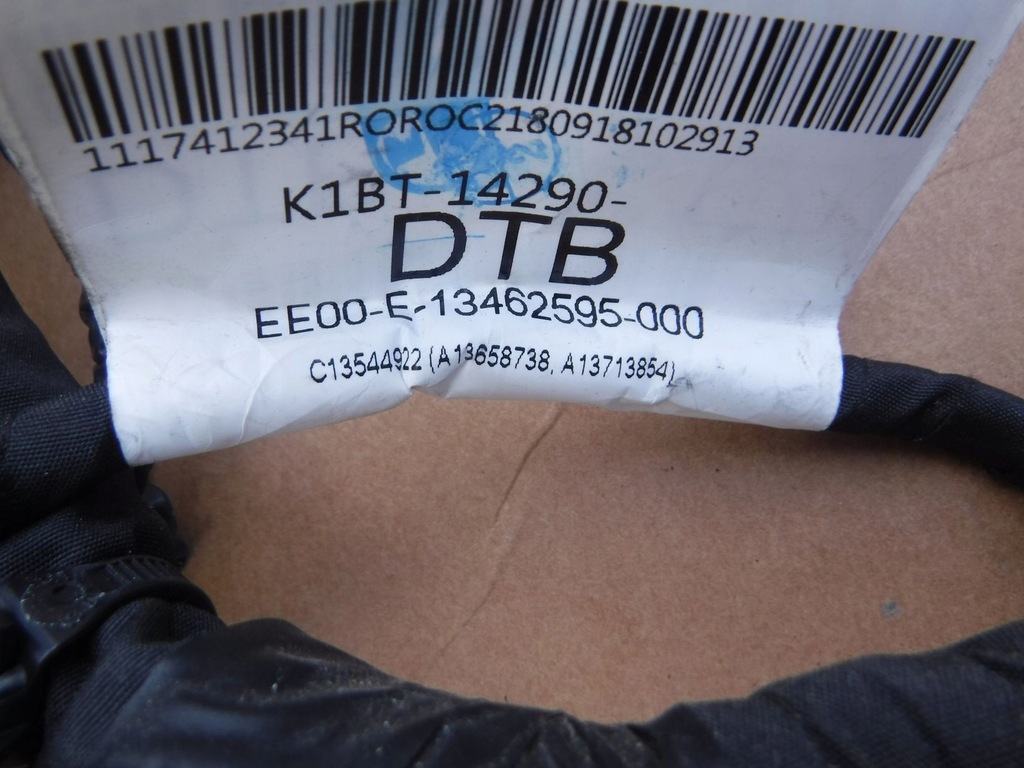 1117412341ROROC2180918102913
K1BT-14290-
DTB
EE00-E-13462595-000
C13544922 (A13658738, A13713854)